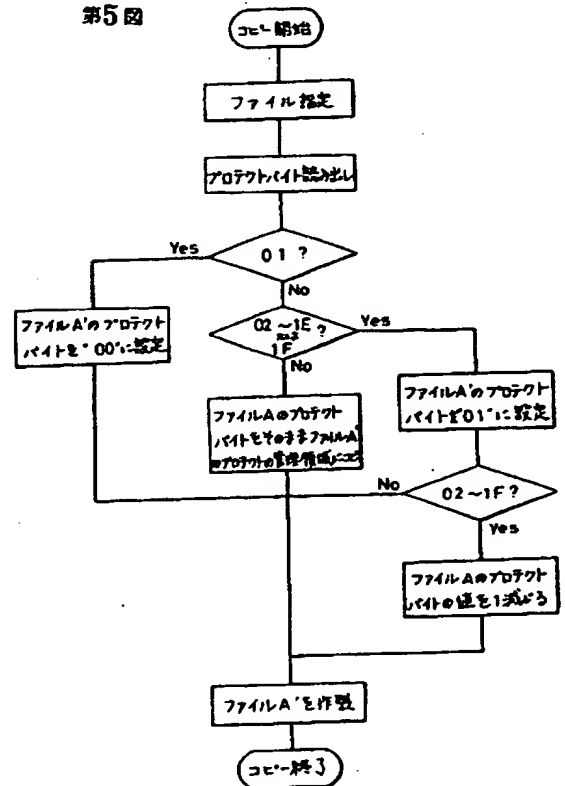 第5図
コピー開始
ファイル指定
プロテクトバイト読み出し
01?
Yes
No
ファイルA'のプロテクト
バイトを"00"に設定
02~1E
1F
?
Yes
No
ファイルA'のプロテクト
バイトを"01"に設定
ファイルAのプロテクト
バイトをそのままファイルA'
のプロテクトの管理領域にコピー
02~1F?
No
Yes
ファイルAのプロテクト
バイトの値を1減じる
ファイルA'を作製
コピー終了